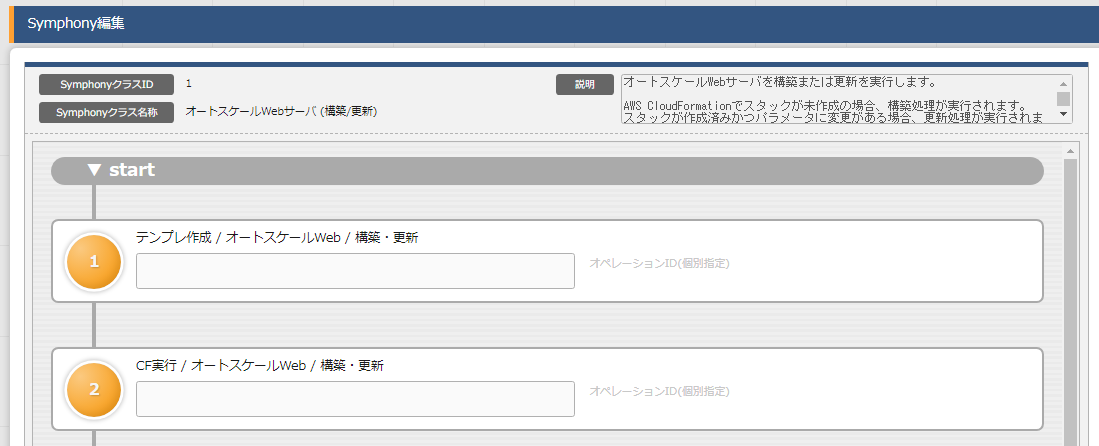 Symphony編集
SymphonyクラスID
1
説明
オートスケールWebサーバを構築または更新を実行します。
AWS CloudFormationでスタックが未作成の場合、構築処理が実行されます。
スタックが作成済みかつパラメータに変更がある場合、更新処理が実行されま
Symphonyクラス名称
オートスケールWebサーバ (構築/更新)
▼ start
1
テンプレ作成 / オートスケールWeb / 構築・更新
オペレーションID(個別指定)
2
CF実行 / オートスケールWeb / 構築・更新
オペレーションID(個別指定)